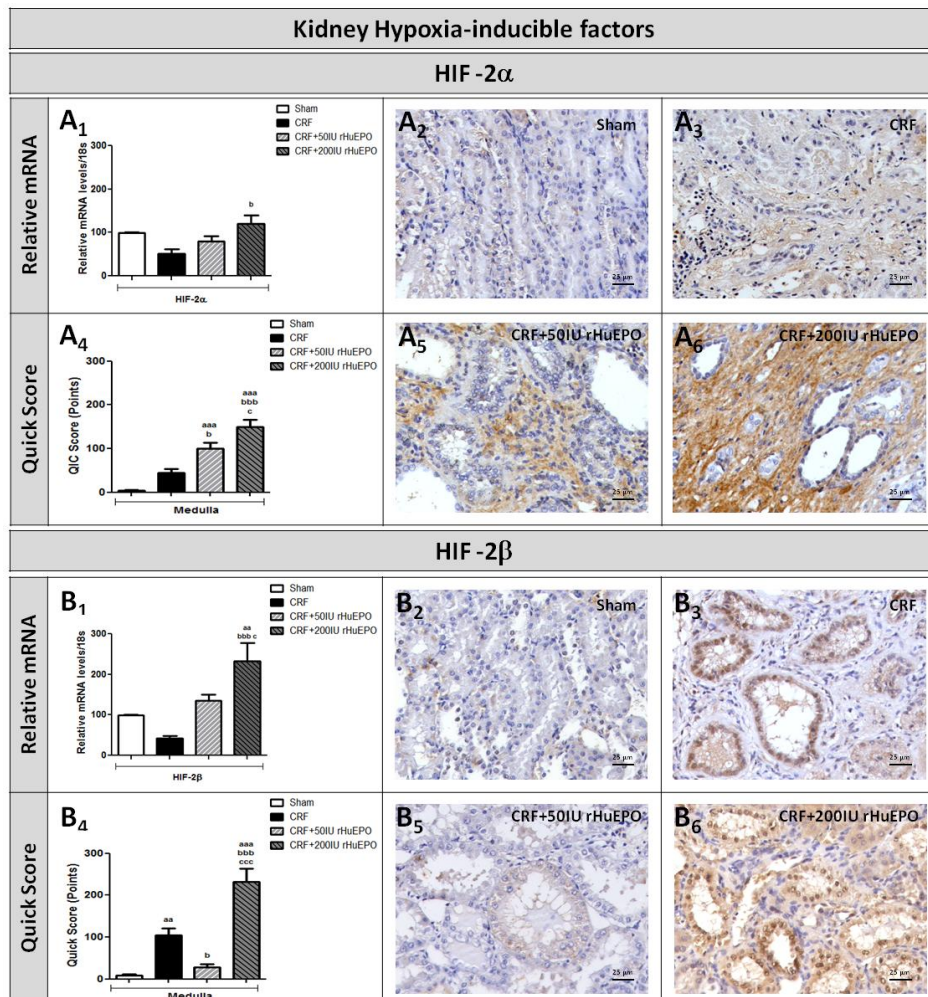 Kidney Hypoxia-inducible factors
HIF -2α
Relative mRNA
A1
Sham
CRF
CRF+50IU rHuEPO
CRF+200IU rHuEPO
Relative mRNA levels/18s
300
200
100
0
b
HIF-2α
A2
Sham
25 µm
A3
CRF
25 µm
Quick Score
A4
Sham
CRF
CRF+50IU rHuEPO
CRF+200IU rHuEPO
QIC Score (Points)
300
200
100
0
aaa
b
aaa
bbb
c
Medulla
A5
CRF+50IU rHuEPO
25 µm
A6
CRF+200IU rHuEPO
25 µm
HIF -2β
Relative mRNA
B1
Sham
CRF
CRF+50IU rHuEPO
CRF+200IU rHuEPO
Relative mRNA levels/18s
300
200
100
0
aa
bbb c
HIF-2β
B2
Sham
25 µm
B3
CRF
25 µm
Quick Score
B4
Sham
CRF
CRF+50IU rHuEPO
CRF+200IU rHuEPO
Quick Score (Points)
300
200
100
0
aa
b
aaa
bbb
ccc
Medulla
B5
CRF+50IU rHuEPO
25 µm
B6
CRF+200IU rHuEPO
25 µm